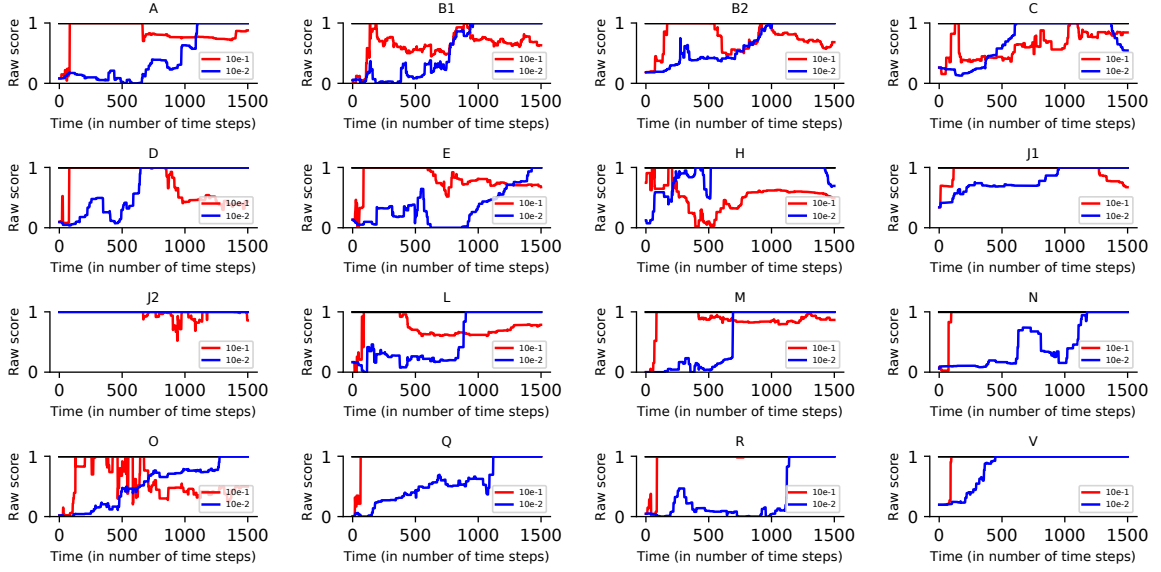 A
B1
B2
C
Raw score
1
0
10e-1
10e-2
0
500
1000
1500
Time (in number of time steps)
Raw score
1
0
10e-1
10e-2
0
500
1000
1500
Time (in number of time steps)
Raw score
1
0
10e-1
10e-2
0
500
1000
1500
Time (in number of time steps)
Raw score
1
0
10e-1
10e-2
0
500
1000
1500
Time (in number of time steps)
D
E
H
J1
Raw score
1
0
10e-1
10e-2
0
500
1000
1500
Time (in number of time steps)
Raw score
1
0
10e-1
10e-2
0
500
1000
1500
Time (in number of time steps)
Raw score
1
0
10e-1
10e-2
0
500
1000
1500
Time (in number of time steps)
Raw score
1
0
10e-1
10e-2
0
500
1000
1500
Time (in number of time steps)
J2
L
M
N
Raw score
1
0
10e-1
10e-2
0
500
1000
1500
Time (in number of time steps)
Raw score
1
0
10e-1
10e-2
0
500
1000
1500
Time (in number of time steps)
Raw score
1
0
10e-1
10e-2
0
500
1000
1500
Time (in number of time steps)
Raw score
1
0
10e-1
10e-2
0
500
1000
1500
Time (in number of time steps)
O
Q
R
V
Raw score
1
0
10e-1
10e-2
0
500
1000
1500
Time (in number of time steps)
Raw score
1
0
10e-1
10e-2
0
500
1000
1500
Time (in number of time steps)
Raw score
1
0
10e-1
10e-2
0
500
1000
1500
Time (in number of time steps)
Raw score
1
0
10e-1
10e-2
0
500
1000
1500
Time (in number of time steps)